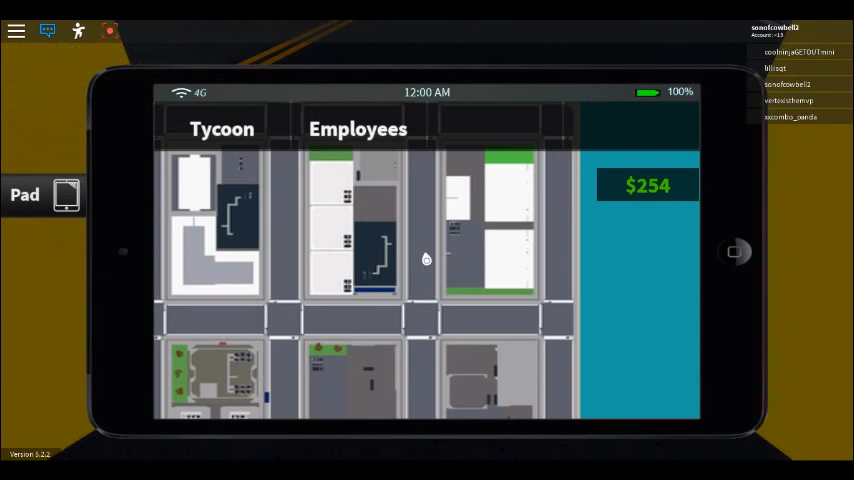 sonofcowbell2
Account: <13
coolninjaGETOUTmini
lillisqt
sonofcowbell2
vertexisthemvp
xxcombo_panda
4G
12:00 AM
100%
Tycoon
Employees
$254
Pad
Version 5.2.2